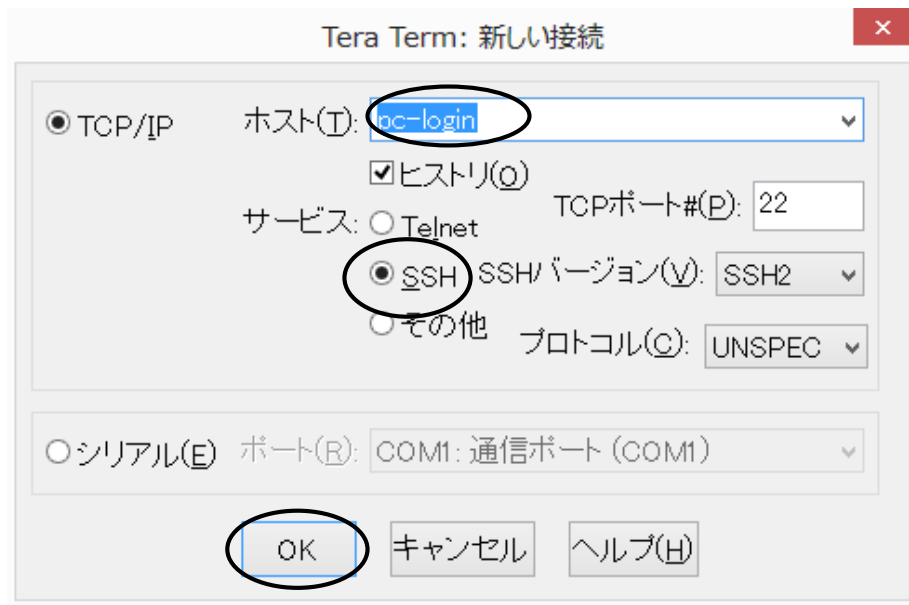 Tera Term: 新しい接続
TCP/IP ホスト(T): pc-login
ヒストリ(O)
サービス: Telnet TCPポート#(P): 22
SSH SSHバージョン(V): SSH2
その他 プロトコル(C): UNSPEC
シリアル(E) ポート(R): COM1: 通信ポート (COM1)
OK キャンセル ヘルプ(H)